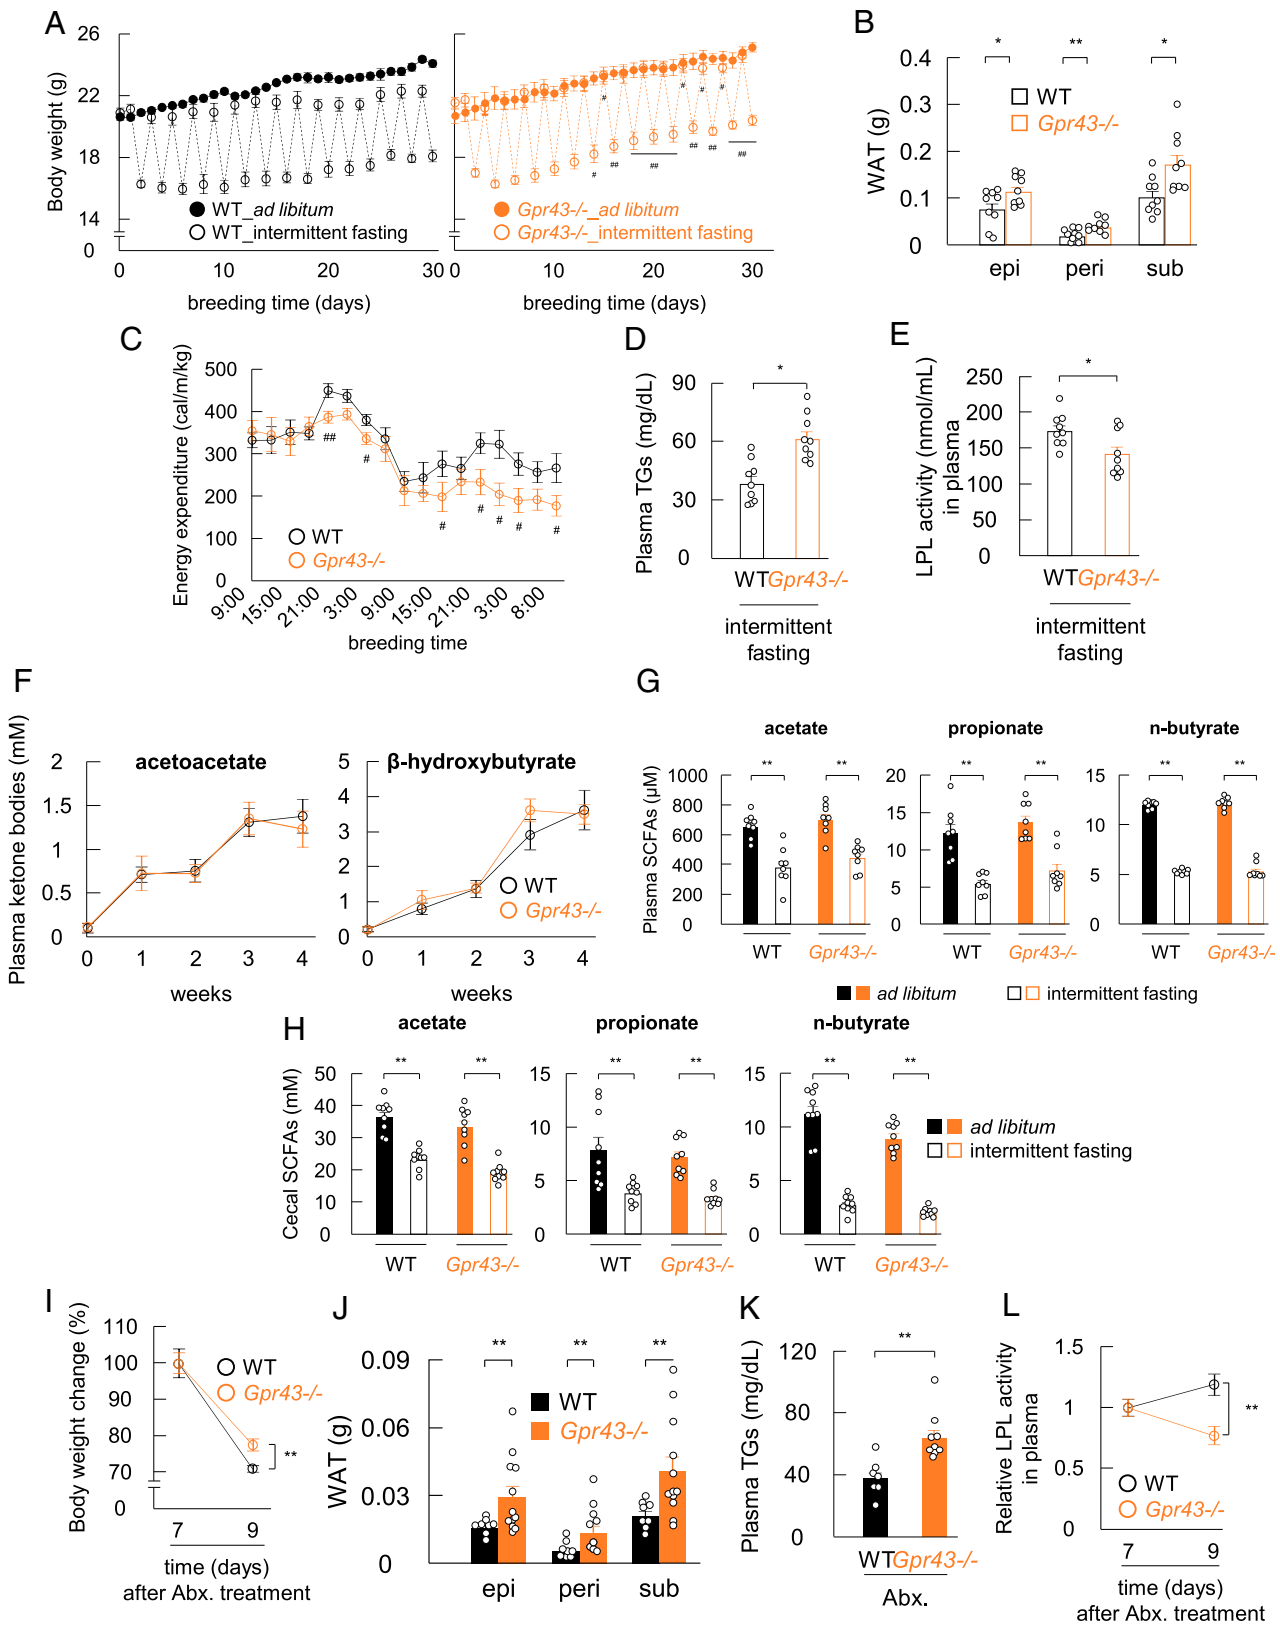 A
Body weight (g)
26
22
18
14
0
WT_ad libitum
WT_intermittent fasting
0 10 20 30
breeding time (days)
Gpr43-/-_ad libitum
Gpr43-/-_intermittent fasting
# # # #
# ## ## ## ## ##
0 10 20 30
breeding time (days)
B
WAT (g)
0.4
0.3
0.2
0.1
0
* ** *
WT
Gpr43-/-
epi peri sub
C
Energy expenditure (cal/m/kg)
500
400
300
200
100
0
## # # # # # #
WT
Gpr43-/-
9:00 15:00 21:00 3:00 9:00 15:00 21:00 3:00 8:00
breeding time
D
Plasma TGs (mg/dL)
90
60
30
0
*
WT Gpr43-/-
intermittent
fasting
E
LPL activity (nmol/mL)
in plasma
250
200
150
100
50
0
*
WT Gpr43-/-
intermittent
fasting
F
Plasma ketone bodies (mM)
acetoacetate
2
1.5
1
0.5
0
0 1 2 3 4
weeks
β-hydroxybutyrate
5
4
3
2
1
0
WT
Gpr43-/-
0 1 2 3 4
weeks
G
Plasma SCFAs (μM)
acetate
1000
800
600
400
200
0
** **
WT Gpr43-/-
propionate
20
15
10
5
0
** **
WT Gpr43-/-
n-butyrate
15
10
5
0
** **
WT Gpr43-/-
ad libitum intermittent fasting
H
Cecal SCFAs (mM)
acetate
50
40
30
20
10
0
** **
WT Gpr43-/-
propionate
15
10
5
0
** **
WT Gpr43-/-
n-butyrate
15
10
5
0
** **
WT Gpr43-/-
ad libitum
intermittent fasting
I
Body weight change (%)
110
100
90
80
70
0
WT
Gpr43-/-
**
7 9
time (days)
after Abx. treatment
J
WAT (g)
0.09
0.06
0.03
0
** ** **
WT
Gpr43-/-
epi peri sub
K
Plasma TGs (mg/dL)
120
80
40
0
**
WT Gpr43-/-
Abx.
L
Relative LPL activity
in plasma
1.5
1
0.5
0
**
WT
Gpr43-/-
7 9
time (days)
after Abx. treatment